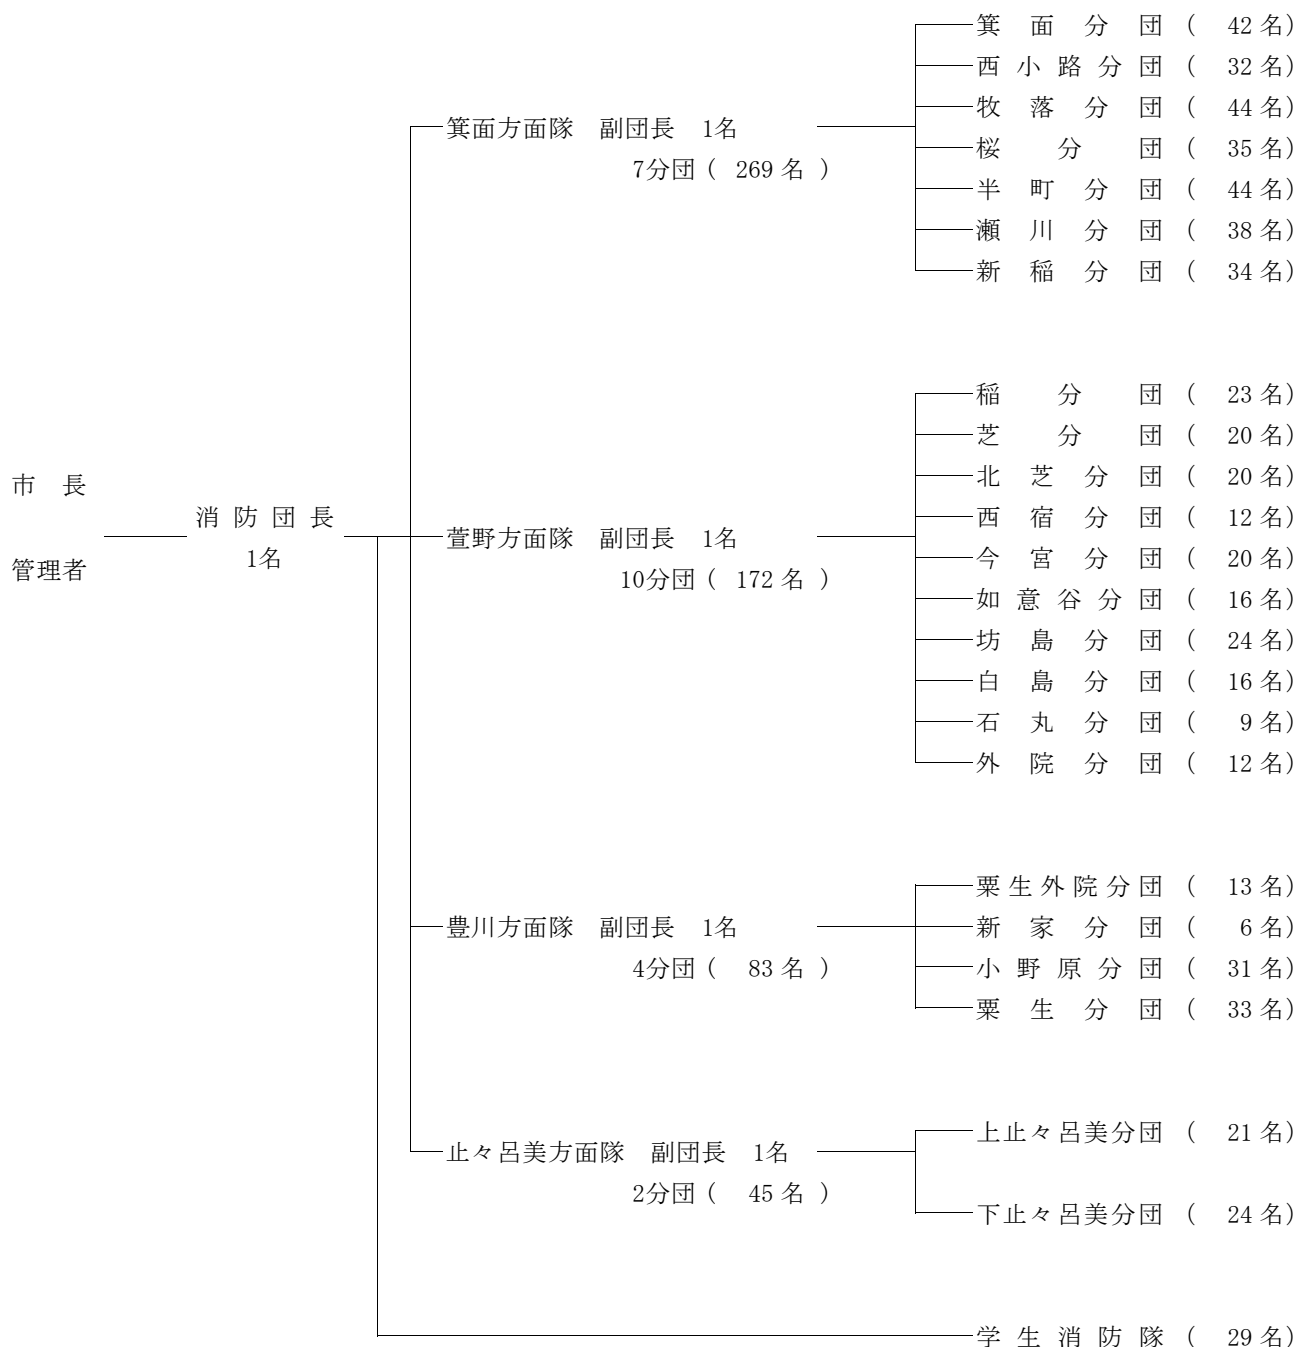 箕面分団（ 42名）
西小路分団（ 32名）
牧落分団（ 44名）
箕面方面隊　副団長　1名
桜分団（ 35名）
7分団（ 269名 ）
半町分団（ 44名）
瀬川分団（ 38名）
新稲分団（ 34名）
稲分団（ 23名）
芝分団（ 20名）
北芝分団（ 20名）
市　長
消防団長
西宿分団（ 12名）
萱野方面隊　副団長　1名
1名
今宮分団（ 20名）
管理者
10分団（ 172名 ）
如意谷分団（ 16名）
坊島分団（ 24名）
白島分団（ 16名）
石丸分団（ 9名）
外院分団（ 12名）
粟生外院分団（ 13名）
豊川方面隊　副団長　1名
新家分団（ 6名）
4分団（ 83名 ）
小野原分団（ 31名）
粟生分団（ 33名）
上止々呂美分団（ 21名）
止々呂美方面隊　副団長　1名
2分団（ 45名 ）
下止々呂美分団（ 24名）
学生消防隊（ 29名）